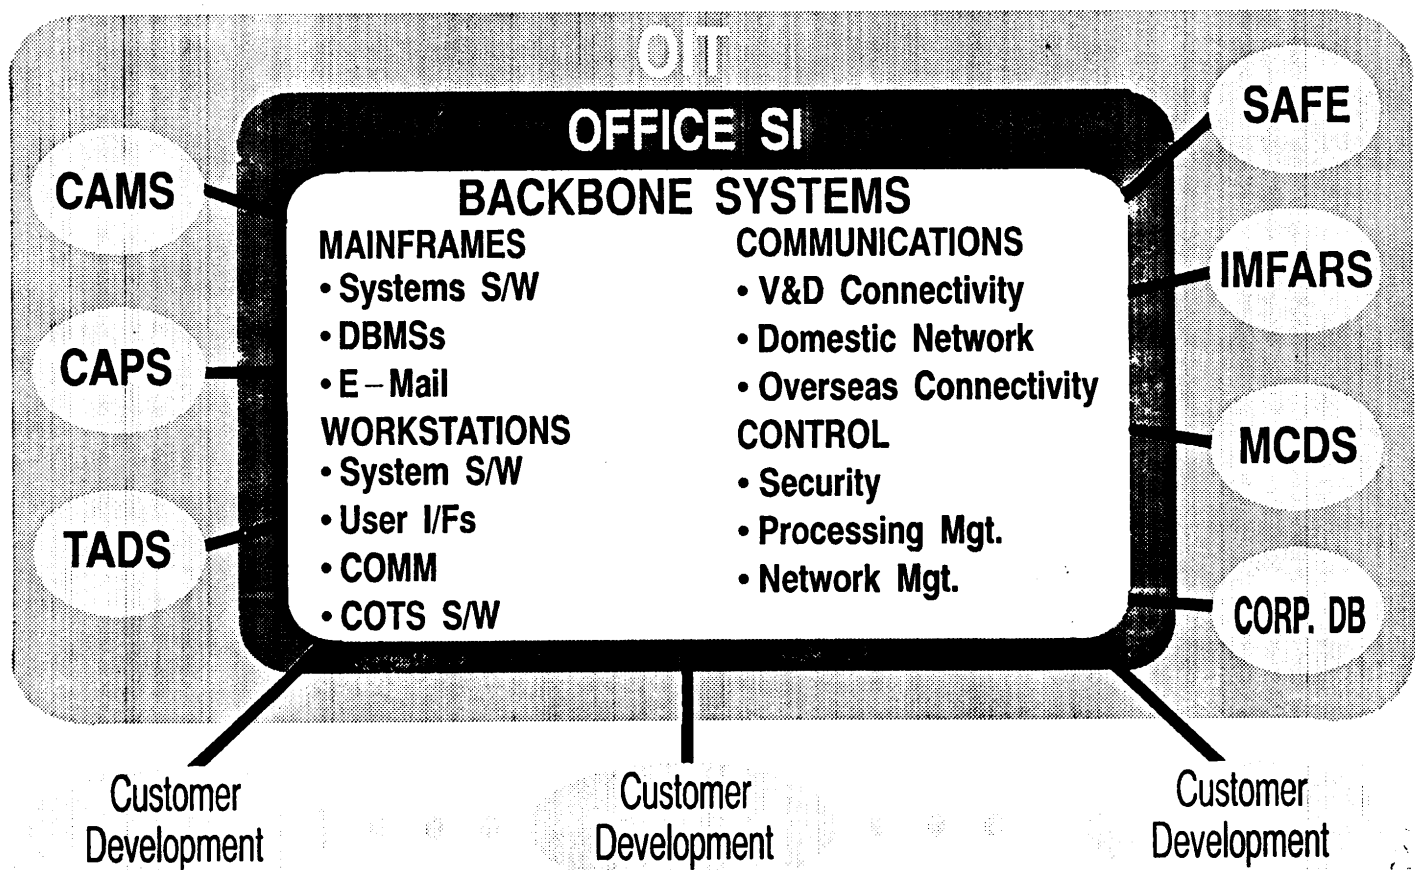 OIT
OFFICE SI
BACKBONE SYSTEMS
MAINFRAMES
• Systems S/W
• DBMSs
• E-Mail
WORKSTATIONS
• System S/W
• User I/Fs
• COMM
• COTS S/W
COMMUNICATIONS
• V&D Connectivity
• Domestic Network
• Overseas Connectivity
CONTROL
• Security
• Processing Mgt.
• Network Mgt.
CAMS
CAPS
TADS
SAFE
IMFARS
MCDS
CORP. DB
Customer
Development
Customer
Development
Customer
Development